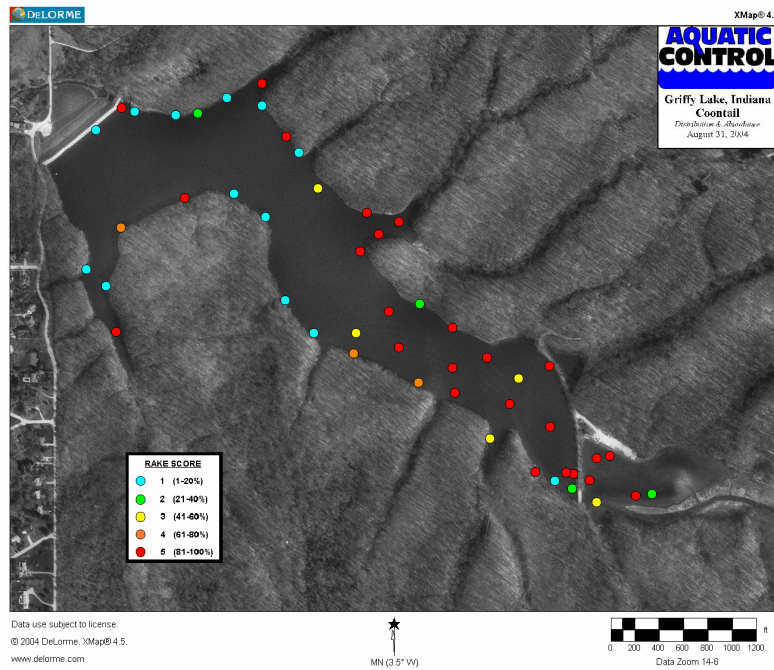 DELORME
XMap® 4.
AQUATIC
CONTROL
Griffy Lake, Indiana
Coontail
Distribution & Abundance
August 31, 2004
RAKE SCORE
1 (1-20%)
2 (21-40%)
3 (41-60%)
4 (61-80%)
5 (81-100%)
Data use subject to license.
© 2004 DeLorme. XMap® 4.5.
www.delorme.com
MN (3.5° W)
ft
0 200 400 600 800 1000 1200
Data Zoom 14-6